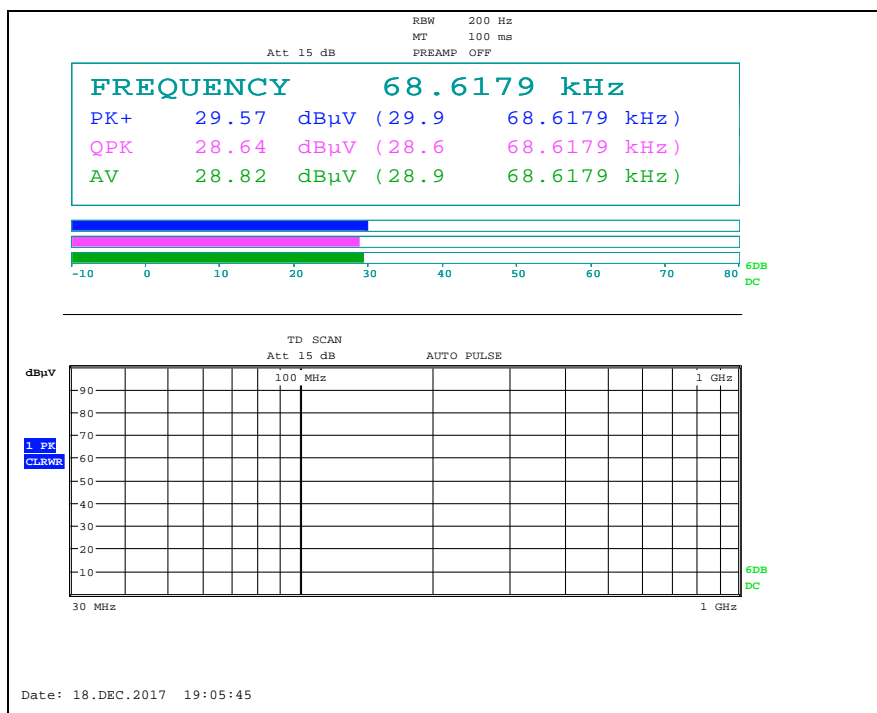 RBW 200 Hz
MT 100 ms
Att 15 dB PREAMP OFF
FREQUENCY 68.6179 kHz
PK+ 29.57 dBµV (29.9 68.6179 kHz)
QPK 28.64 dBµV (28.6 68.6179 kHz)
AV 28.82 dBµV (28.9 68.6179 kHz)
-10 0 10 20 30 40 50 60 70 80
6DB
DC
TD SCAN
Att 15 dB AUTO PULSE
dBµV
100 MHz 1 GHz
90
80
70
1 PK
CLRWR
60
50
40
30
20
10
6DB
DC
30 MHz 1 GHz
Date: 18.DEC.2017 19:05:45